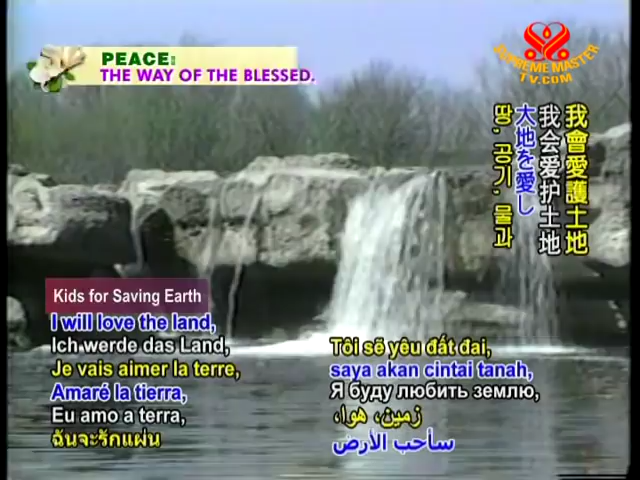 PEACE:
THE WAY OF THE BLESSED.
SUPREME MASTER
TV.COM
我會愛護土地
我会爱护土地
大地を愛し
땅, 공기, 물과
Kids for Saving Earth
I will love the land,
Ich werde das Land,
Je vais aimer la terre,
Amaré la tierra,
Eu amo a terra,
ฉันจะรักแผ่น
Tôi sẽ yêu đất đai,
saya akan cintai tanah,
Я буду любить землю,
زمین، هوا،
سأحب الأرض